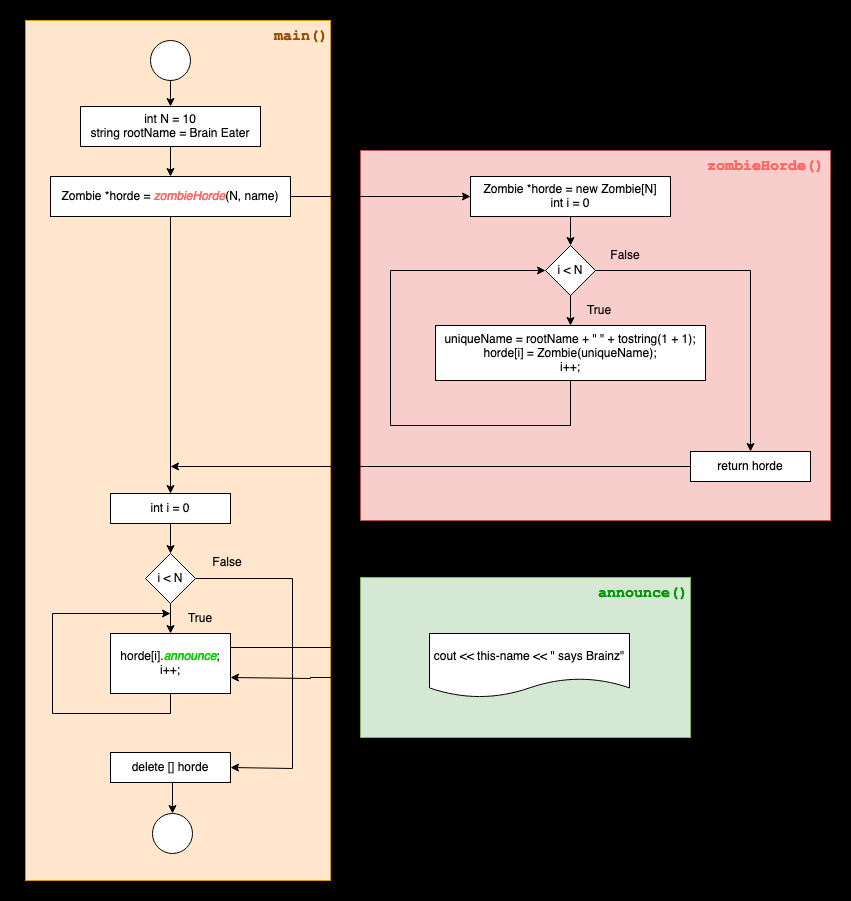 main()
int N = 10
string rootName = Brain Eater
Zombie *horde = zombieHorde(N, name)
zombieHorde()
Zombie *horde = new Zombie[N]
int i = 0
i < N
False
True
uniqueName = rootName + " " + tostring(1 + 1);
horde[i] = Zombie(uniqueName);
i++;
return horde
int i = 0
i < N
False
True
horde[i].announce;
i++;
delete [] horde
announce()
cout << this-name << " says Brainz"